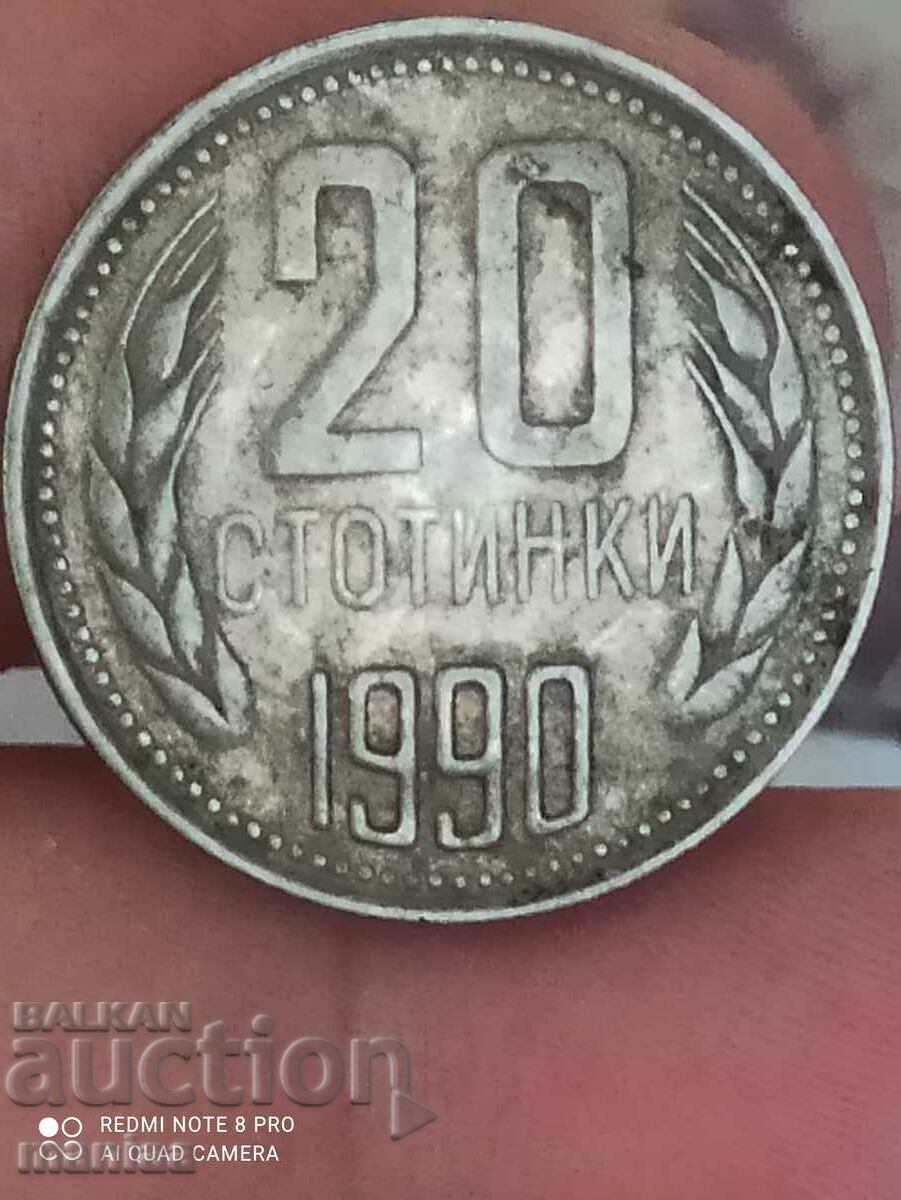 20
СТОТИНКИ
1990
BALKAN
auction
REDMI NOTE 8 PRO
AI QUAD CAMERA